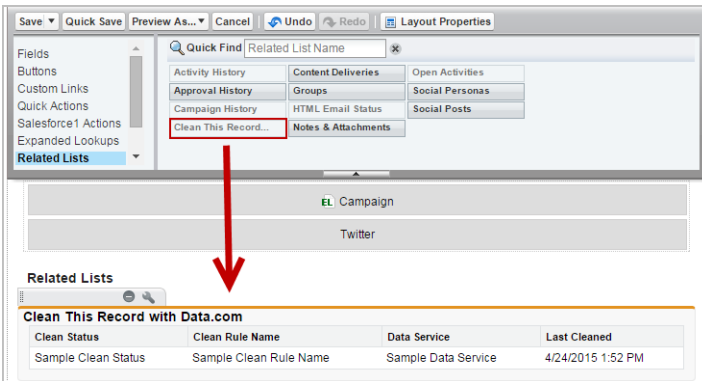 Save Quick Save Preview As... Cancel Undo Redo Layout Properties
Fields
Buttons
Custom Links
Quick Actions
Salesforce1 Actions
Expanded Lookups
Related Lists
Quick Find Related List Name
Activity History Content Deliveries Open Activities
Approval History Groups Social Personas
Campaign History HTML Email Status Social Posts
Clean This Record... Notes & Attachments
EL Campaign
Twitter
Related Lists
Clean This Record with Data.com
Clean Status Clean Rule Name Data Service Last Cleaned
Sample Clean Status Sample Clean Rule Name Sample Data Service 4/24/2015 1:52 PM